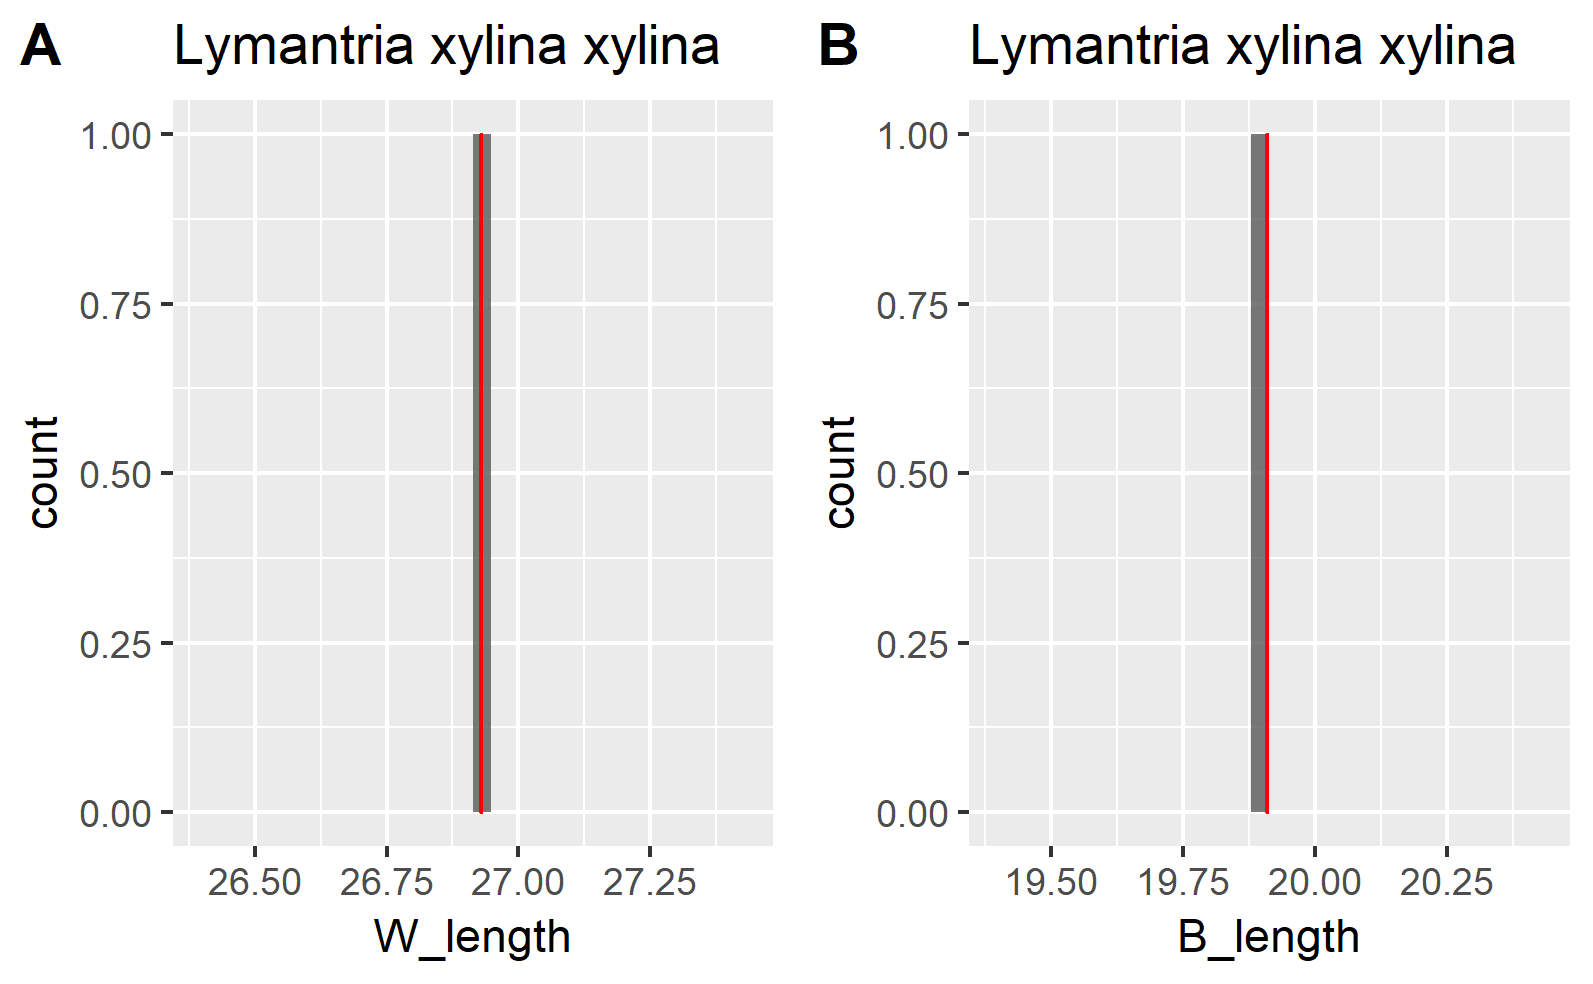 A Lymantria xylina xylina
1.00
0.75
0.50
0.25
0.00
count
26.50 26.75 27.00 27.25
W_length
B Lymantria xylina xylina
1.00
0.75
0.50
0.25
0.00
count
19.50 19.75 20.00 20.25
B_length